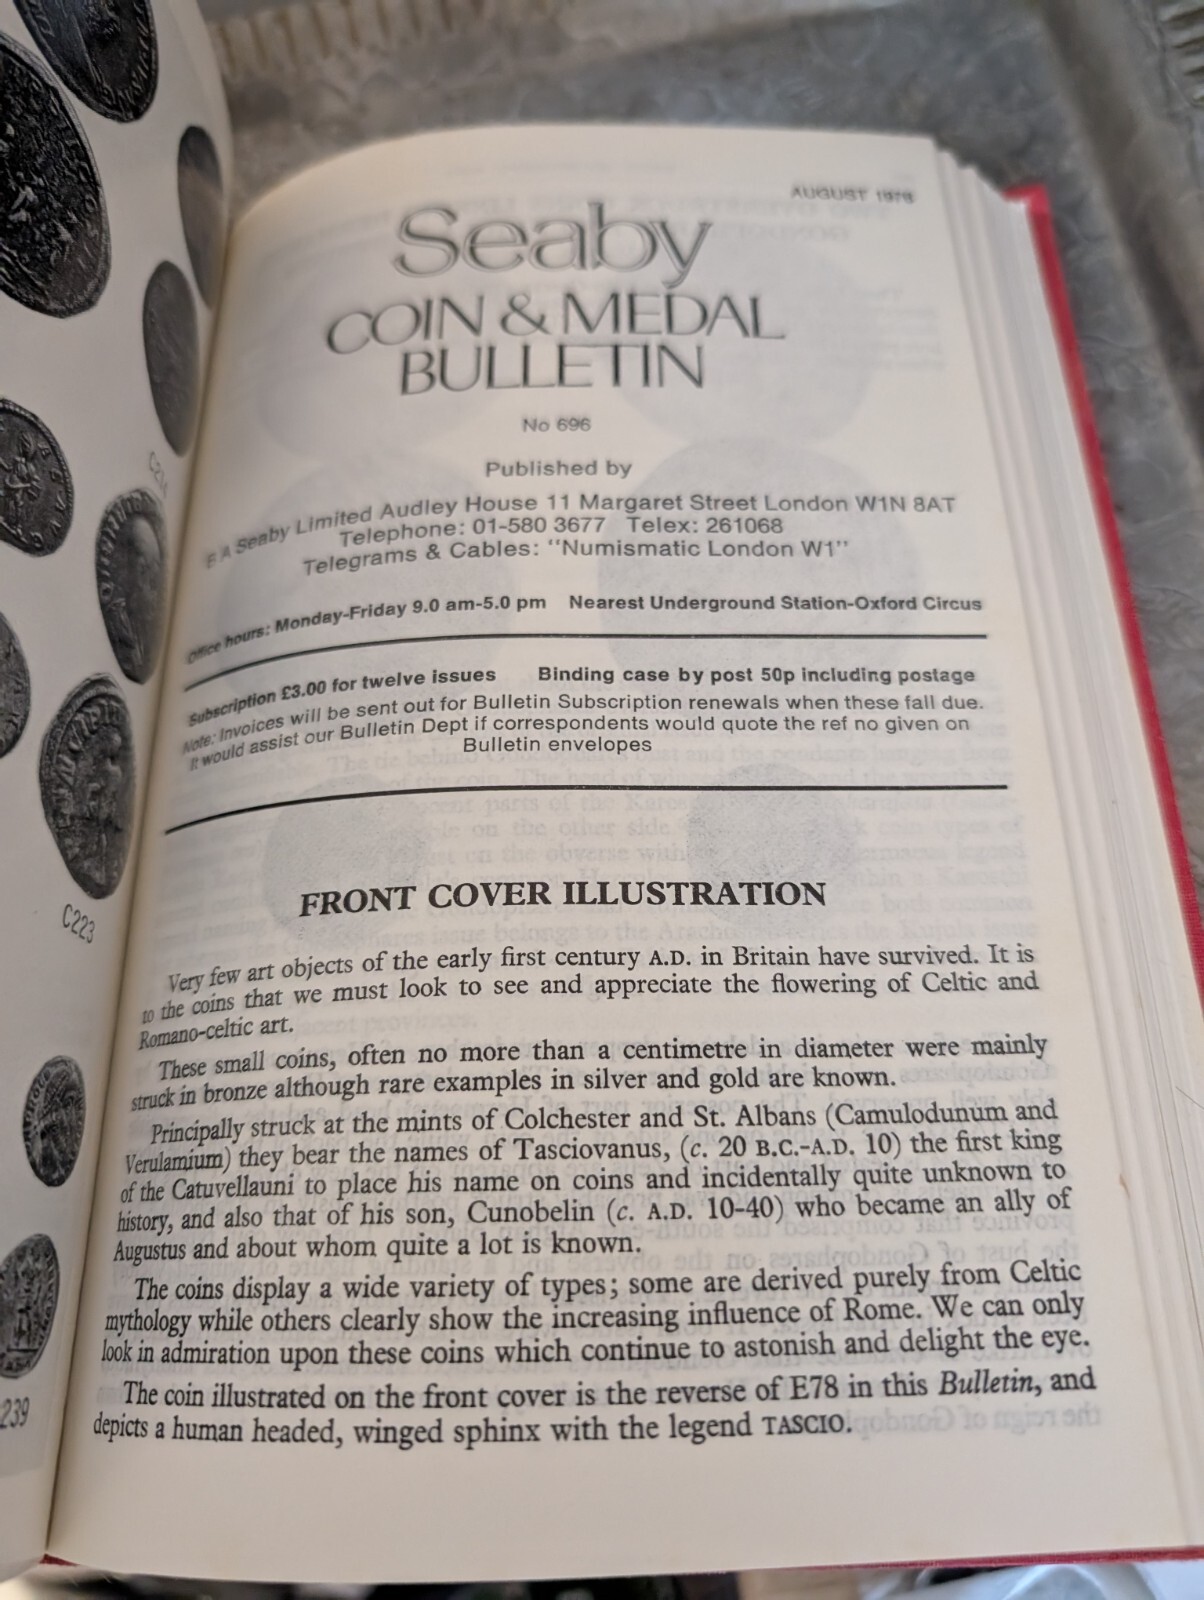 AUGUST 1976
Seaby
COIN & MEDAL
BULLETIN
No 696
Published by
B A Seaby Limited Audley House 11 Margaret Street London W1N 8AT
Telephone: 01-580 3677 Telex: 261068
Telegrams & Cables: "Numismatic London W1"
Office hours: Monday-Friday 9.0 am-5.0 pm Nearest Underground Station-Oxford Circus
Subscription £3.00 for twelve issues Binding case by post 50p including postage
Note: Invoices will be sent out for Bulletin Subscription renewals when these fall due.
It would assist our Bulletin Dept if correspondents would quote the ref no given on
Bulletin envelopes
FRONT COVER ILLUSTRATION
Very few art objects of the early first century A.D. in Britain have survived. It is
to the coins that we must look to see and appreciate the flowering of Celtic and
Romano-celtic art.
These small coins, often no more than a centimetre in diameter were mainly
struck in bronze although rare examples in silver and gold are known.
Principally struck at the mints of Colchester and St. Albans (Camulodunum and
Verulamium) they bear the names of Tasciovanus, (c. 20 B.C.-A.D. 10) the first king
of the Catuvellauni to place his name on coins and incidentally quite unknown to
history, and also that of his son, Cunobelin (c. A.D. 10-40) who became an ally of
Augustus and about whom quite a lot is known.
The coins display a wide variety of types; some are derived purely from Celtic
mythology while others clearly show the increasing influence of Rome. We can only
look in admiration upon these coins which continue to astonish and delight the eye.
The coin illustrated on the front cover is the reverse of E78 in this Bulletin, and
depicts a human headed, winged sphinx with the legend TASCIO.
C223
239